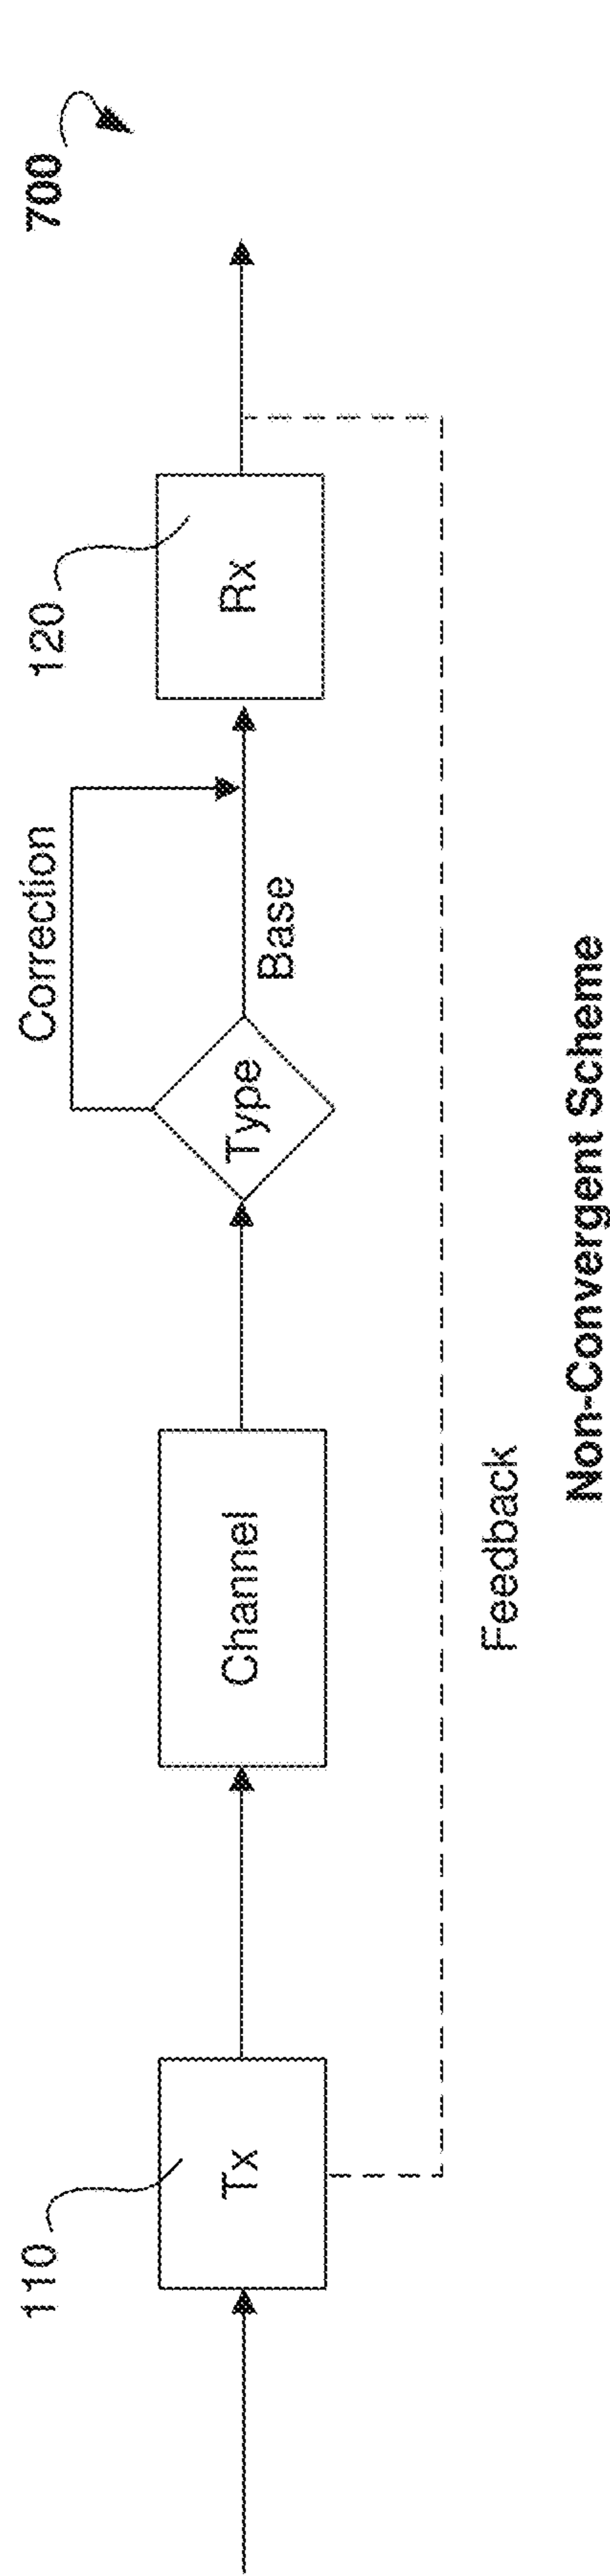 700
110
Tx
Channel
Type
Correction
Base
120
Rx
Feedback
Non-Convergent Scheme